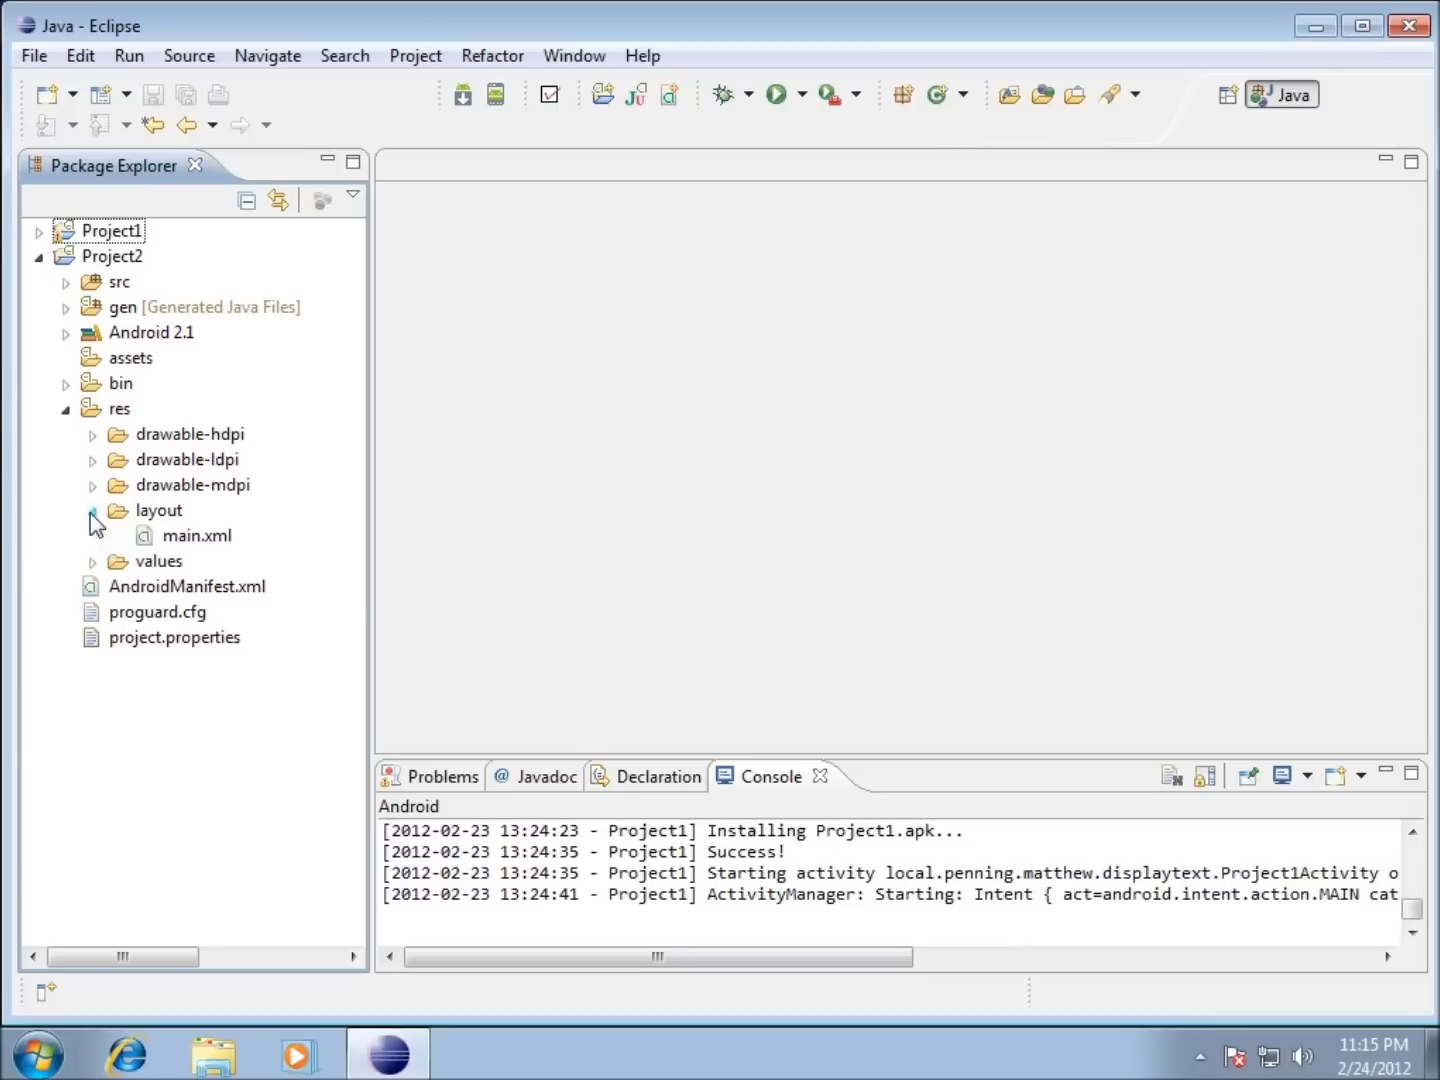 Java - Eclipse
File Edit Run Source Navigate Search Project Refactor Window Help
Java
Package Explorer
Project1
Project2
src
gen [Generated Java Files]
Android 2.1
assets
bin
res
drawable-hdpi
drawable-ldpi
drawable-mdpi
layout
main.xml
values
AndroidManifest.xml
proguard.cfg
project.properties
Problems @ Javadoc Declaration Console
Android
[2012-02-23 13:24:23 - Project1] Installing Project1.apk...
[2012-02-23 13:24:35 - Project1] Success!
[2012-02-23 13:24:35 - Project1] Starting activity local.penning.matthew.displaytext.Project1Activity o
[2012-02-23 13:24:41 - Project1] ActivityManager: Starting: Intent { act=android.intent.action.MAIN cat
11:15 PM
2/24/2012